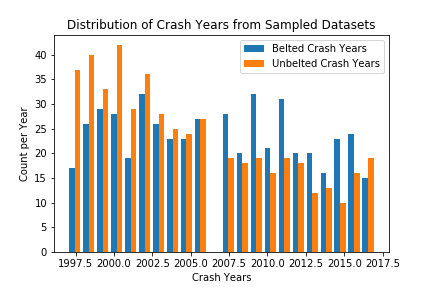 Distribution of Crash Years from Sampled Datasets
Belted Crash Years
Unbelted Crash Years
Count per Year
40
35
30
25
20
15
10
5
0
1997.5 2000.0 2002.5 2005.0 2007.5 2010.0 2012.5 2015.0 2017.5
Crash Years